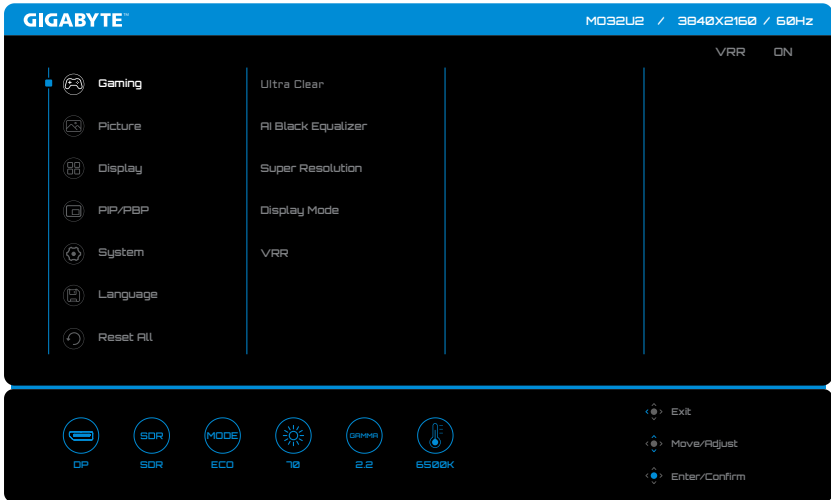 GIGABYTE™
MO32U2 / 3840X2160 / 60Hz
VRR ON
Gaming
Picture
Display
PIP/PBP
System
Language
Reset All
Ultra Clear
AI Black Equalizer
Super Resolution
Display Mode
VRR
SDR
MODE
GAMMA
DP
SDR
ECO
70
2.2
6500K
Exit
Move/Adjust
Enter/Confirm